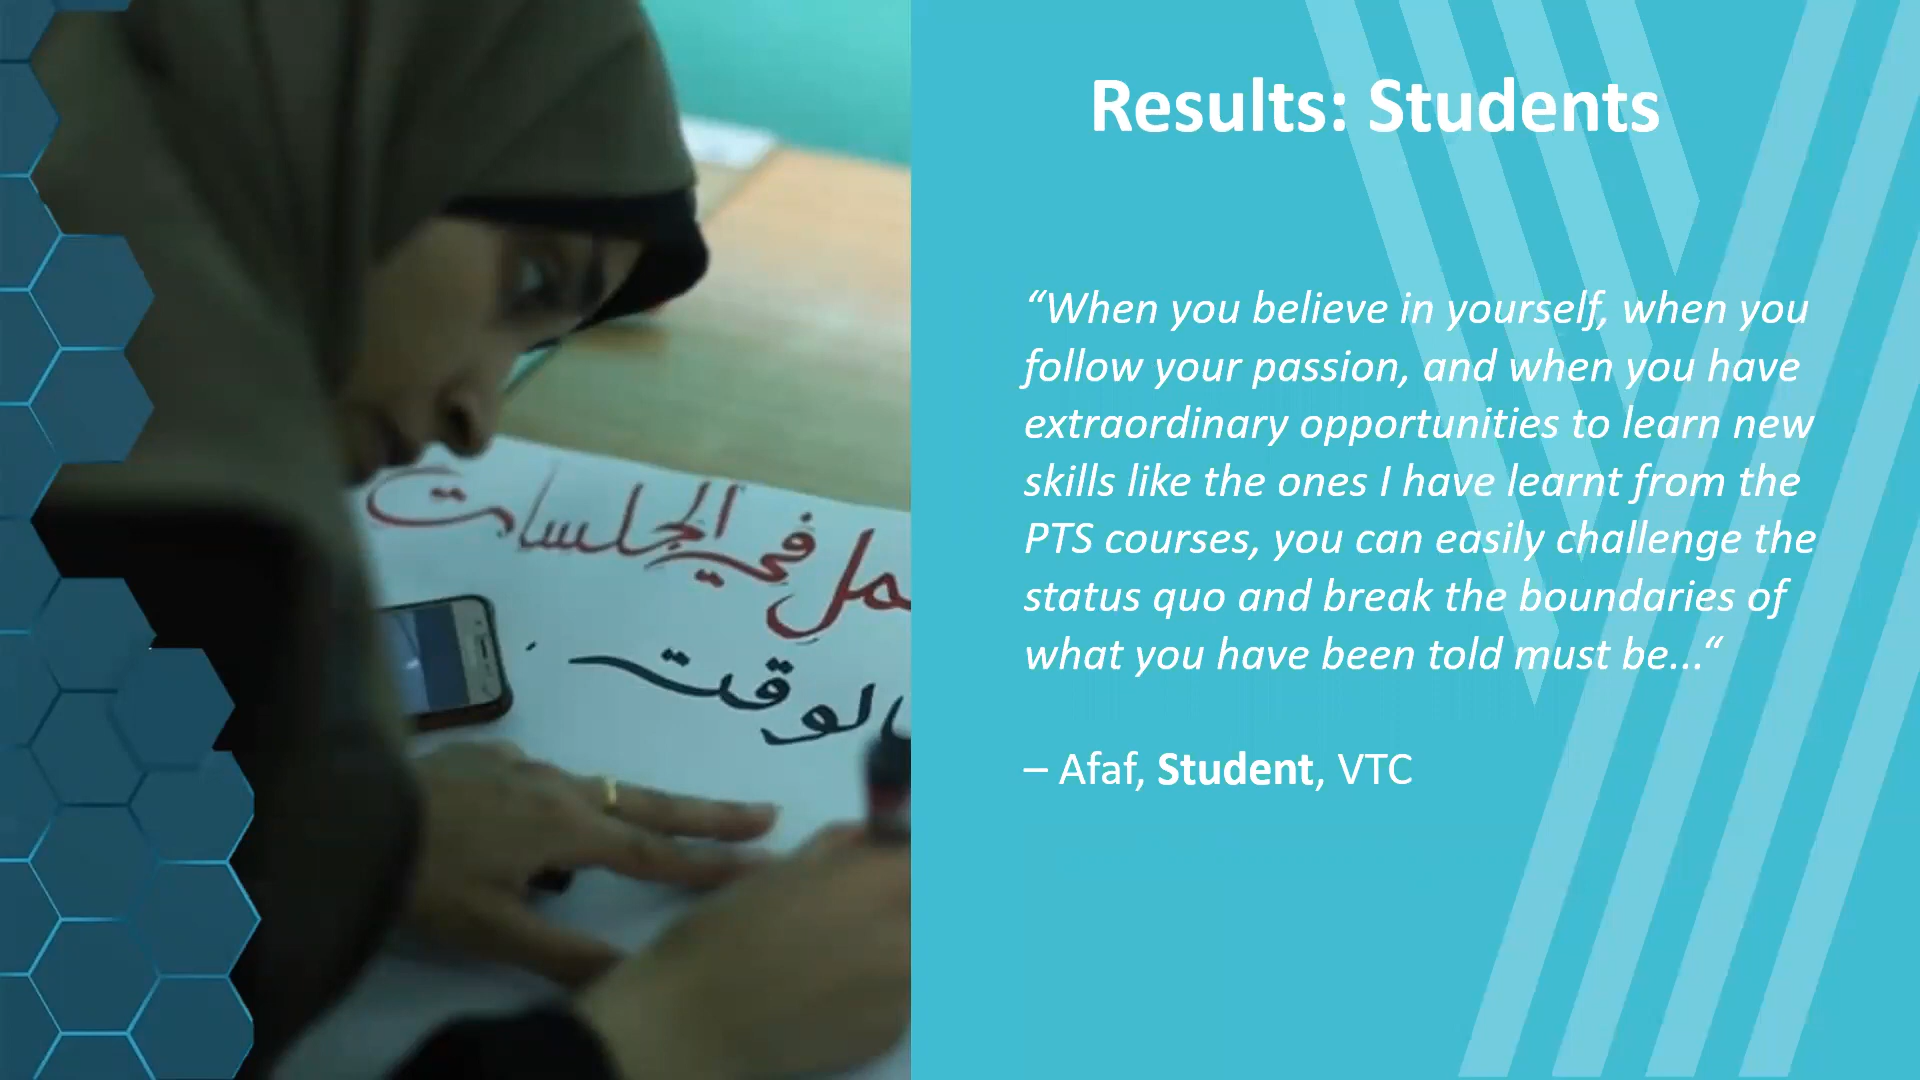 Results: Students
“When you believe in yourself, when you
follow your passion, and when you have
extraordinary opportunities to learn new
skills like the ones I have learnt from the
PTS courses, you can easily challenge the
status quo and break the boundaries of
what you have been told must be...“
– Afaf, Student, VTC
في الجلسات
الوقت